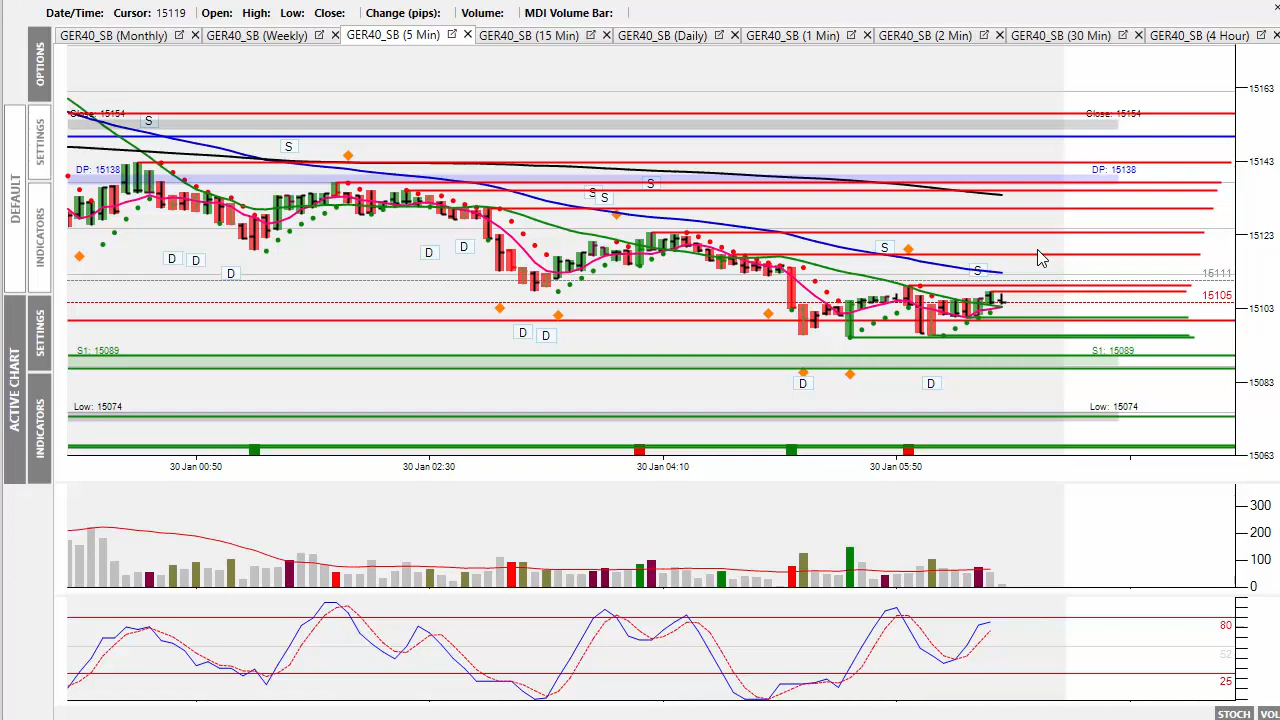 Date/Time: Cursor: 15119 Open: High: Low: Close: Change (pips): Volume: MDI Volume Bar:
GER40_SB (Monthly) GER40_SB (Weekly) GER40_SB (5 Min) GER40_SB (15 Min) GER40_SB (Daily) GER40_SB (1 Min) GER40_SB (2 Min) GER40_SB (30 Min) GER40_SB (4 Hour)
OPTIONS
SETTINGS
DEFAULT
INDICATORS
SETTINGS
ACTIVE CHART
INDICATORS
15163
Close: 15154 Close: 15154
S
S
15143
DP: 15138 DP: 15138
S
S
S
15123
S
D
D D
D
S
D
15111
15105
15103
D D
S1: 15089 S1: 15089
15083
D D
Low: 15074 Low: 15074
15063
30 Jan 00:50 30 Jan 02:30 30 Jan 04:10 30 Jan 05:50
300
200
100
0
80
52
25
STOCH VOL